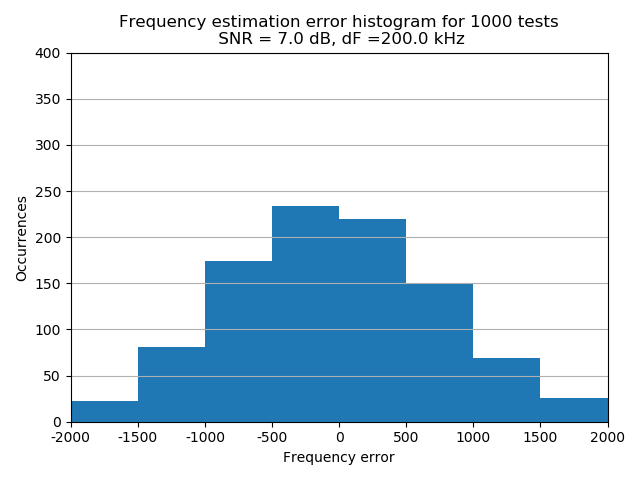 Frequency estimation error histogram for 1000 tests
SNR = 7.0 dB, dF =200.0 kHz
400
350
300
250
200
150
100
50
0
Occurrences
-2000 -1500 -1000 -500 0 500 1000 1500 2000
Frequency error